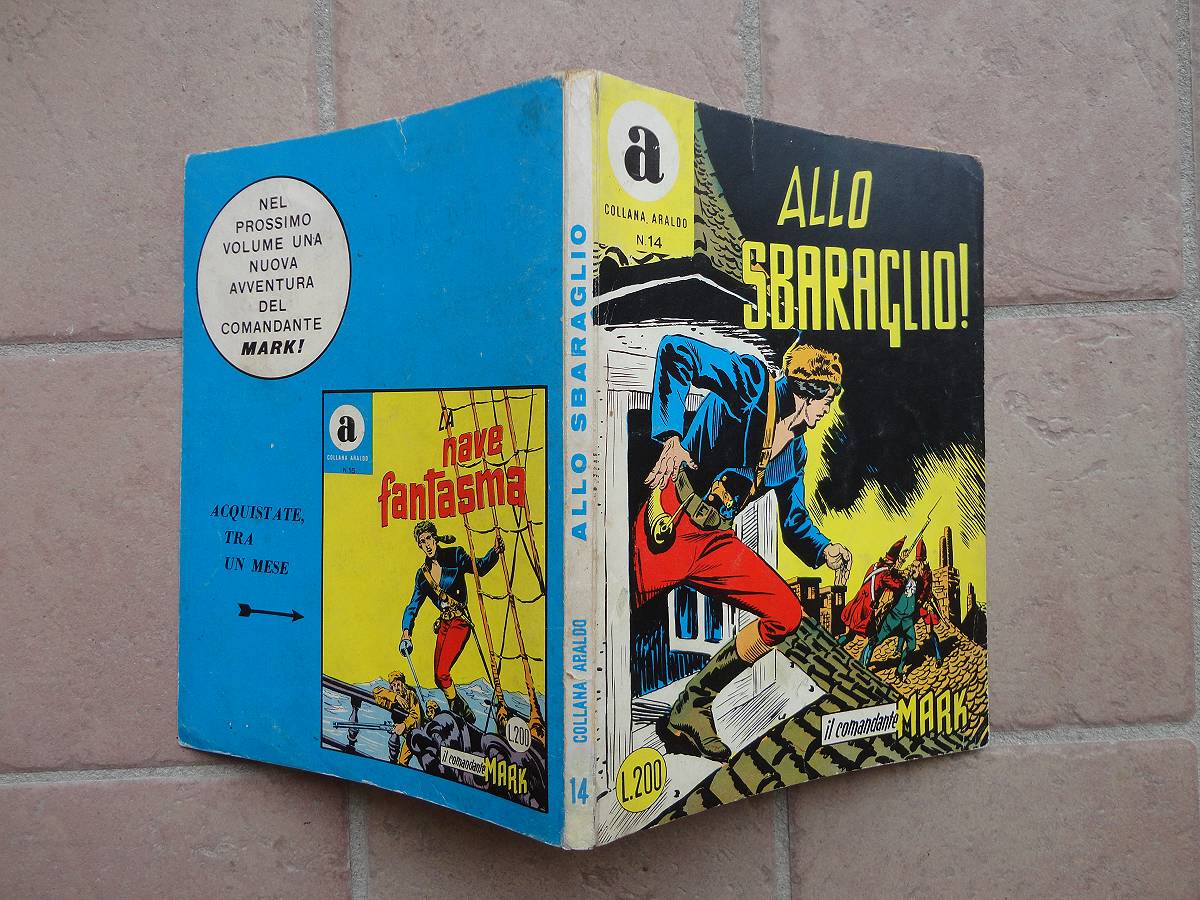 NEL
PROSSIMO
VOLUME UNA
NUOVA
AVVENTURA
DEL
COMANDANTE
MARK!
ACQUISTATE,
TRA
UN MESE
a
COLLANA ARALDO
N.15
LA
nave
fantasma
L.200
il comandante
MARK
ALLO SBARAGLIO
COLLANA ARALDO
14
a
COLLANA ARALDO
N.14
ALLO
SBARAGLIO!
il comandante
MARK
L.200